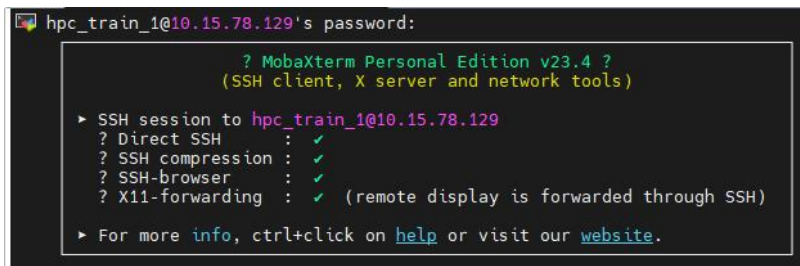 hpc_train_1@10.15.78.129's password:
? MobaXterm Personal Edition v23.4 ?
(SSH client, X server and network tools)
► SSH session to hpc_train_1@10.15.78.129
? Direct SSH : ✔
? SSH compression : ✔
? SSH-browser : ✔
? X11-forwarding : ✔ (remote display is forwarded through SSH)
► For more info, ctrl+click on help or visit our website.